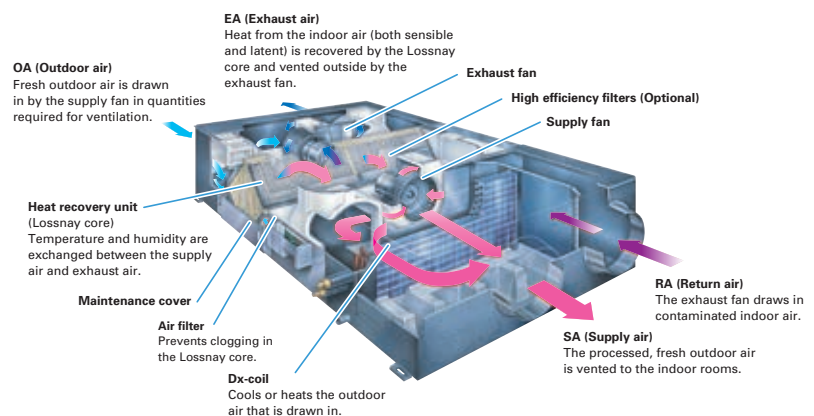 EA (Exhaust air)
Heat from the indoor air (both sensible
and latent) is recovered by the Lossnay
core and vented outside by the
exhaust fan.
OA (Outdoor air)
Fresh outdoor air is drawn
in by the supply fan in quantities
required for ventilation.
Exhaust fan
High efficiency filters (Optional)
Supply fan
Heat recovery unit
(Lossnay core)
Temperature and humidity are
exchanged between the supply
air and exhaust air.
Maintenance cover
Air filter
Prevents clogging in
the Lossnay core.
Dx-coil
Cools or heats the outdoor
air that is drawn in.
RA (Return air)
The exhaust fan draws in
contaminated indoor air.
SA (Supply air)
The processed, fresh outdoor air
is vented to the indoor rooms.